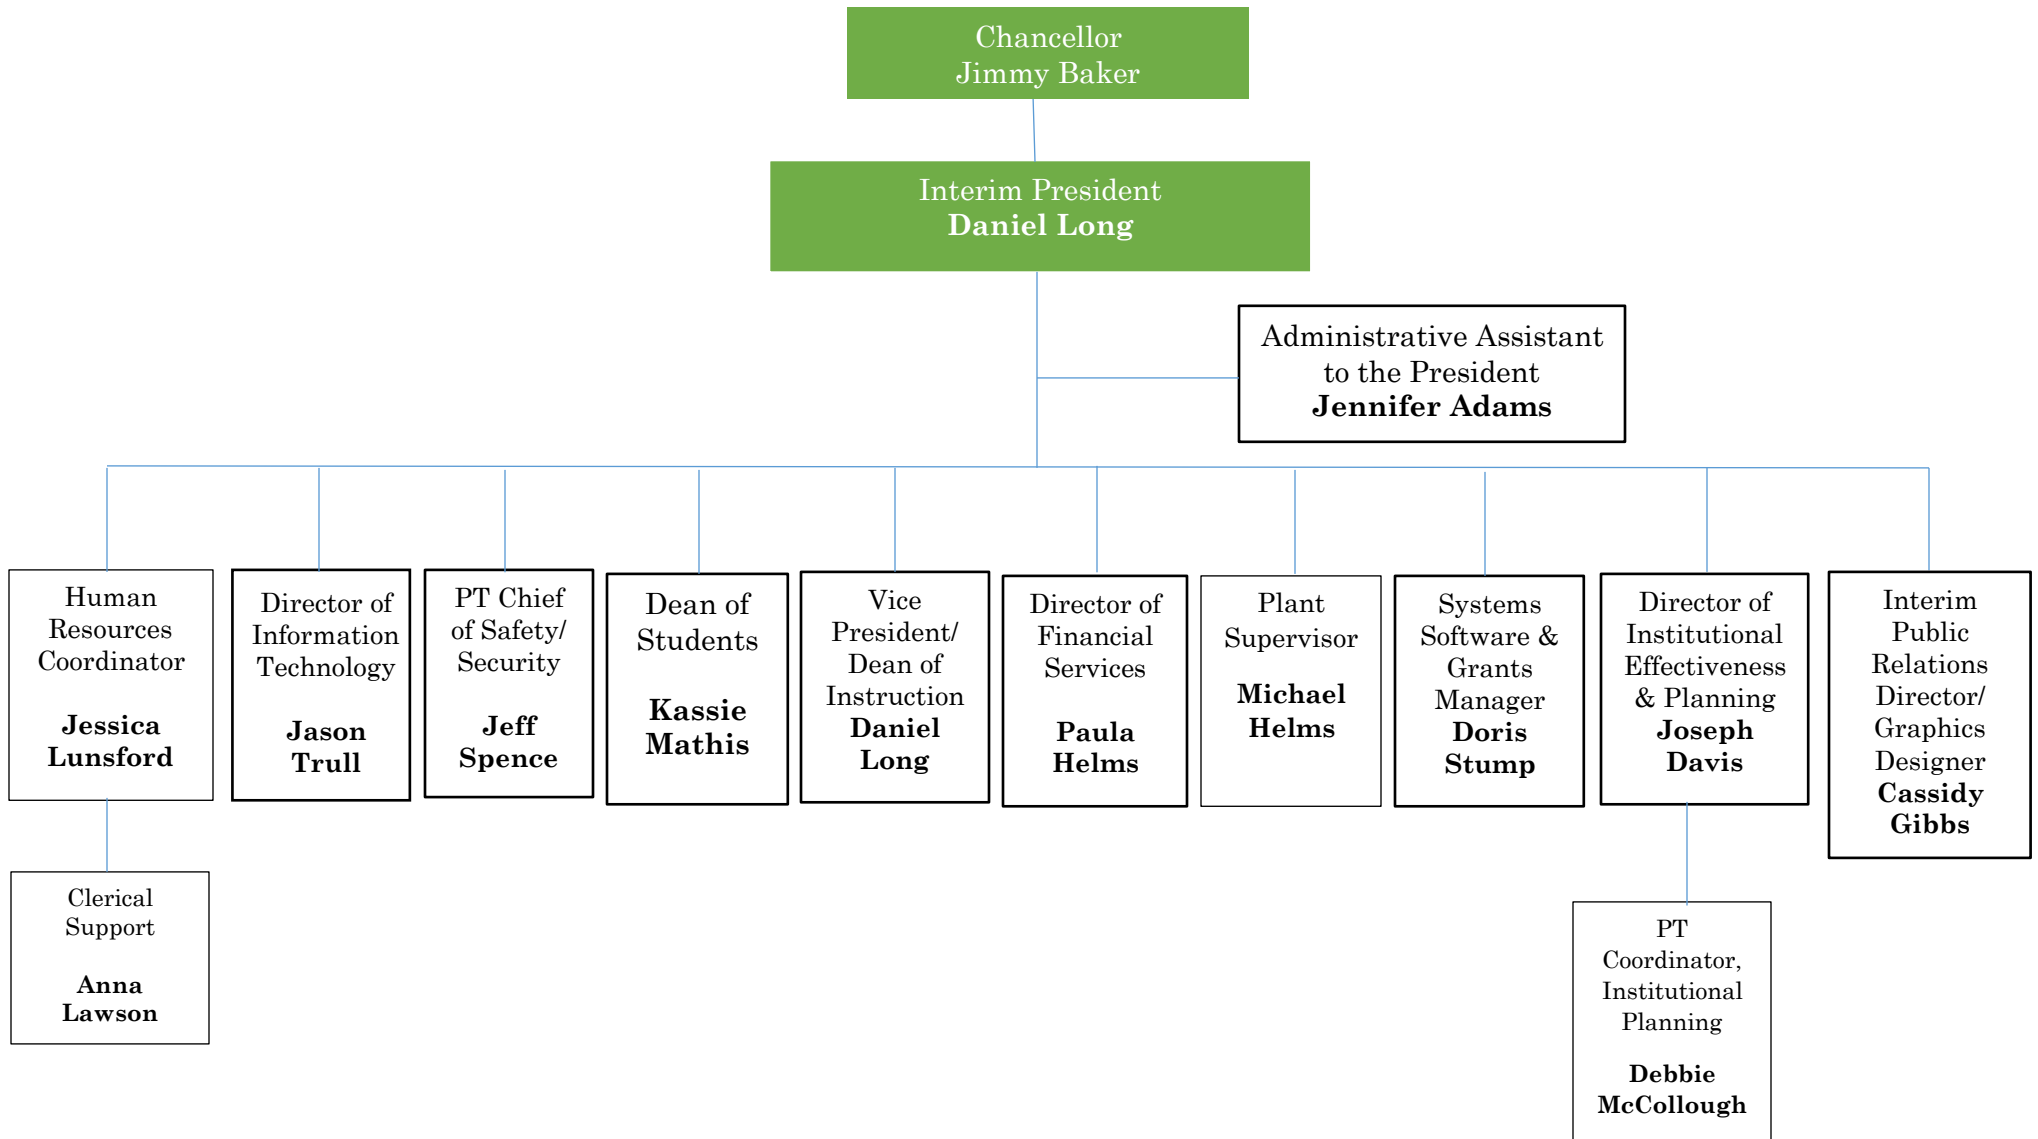 Chancellor
Jimmy Baker
Interim President
Daniel Long
Administrative Assistant
to the President
Jennifer Adams
Human
Resources
Coordinator
Jessica
Lunsford
Director of
Information
Technology
Jason
Trull
PT Chief
of Safety/
Security
Jeff
Spence
Dean of
Students
Kassie
Mathis
Vice
President/
Dean of
Instruction
Daniel
Long
Director of
Financial
Services
Paula
Helms
Plant
Supervisor
Michael
Helms
Systems
Software &
Grants
Manager
Doris
Stump
Director of
Institutional
Effectiveness
& Planning
Joseph
Davis
Interim
Public
Relations
Director/
Graphics
Designer
Cassidy
Gibbs
Clerical
Support
Anna
Lawson
PT
Coordinator,
Institutional
Planning
Debbie
McCollough